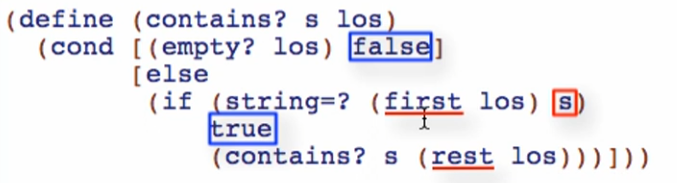 (define (contains? s los)
(cond [(empty? los) false]
[else
(if (string=? (first los) s)
true
(contains? s (rest los)))]))